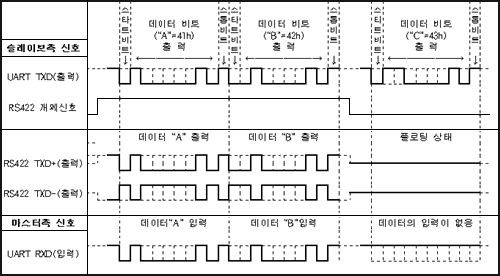 스타트비트
데이터 비트
("A"=41h)
출 력
스톱비트
스타트비트
데이터 비트
("B"=42h)
출 력
스톱비트
스타트비트
데이터 비트
("C"=43h)
출 력
스톱비트
슬레이브측 신호
UART TXD(출력)
RS422 개폐신호
데이터 "A" 출력
데이터 "B" 출력
플로팅 상태
RS422 TXD+(출력)
RS422 TXD-(출력)
마스터측 신호
데이터"A" 입력
데이터 "B"입력
데이터의 입력이 없음
UART RXD(입력)